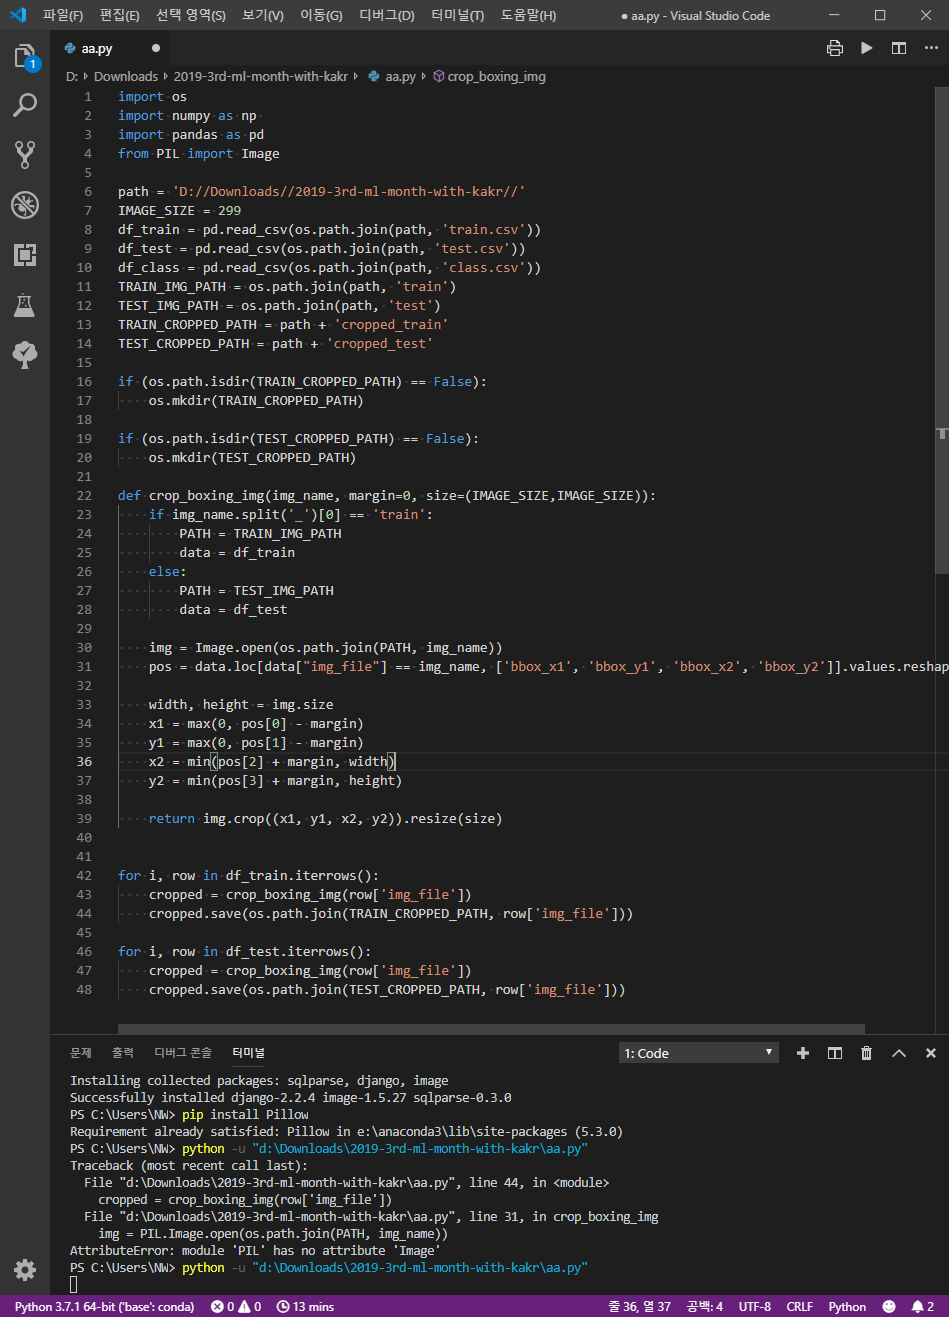 파일(F) 편집(E) 선택 영역(S) 보기(V) 이동(G) 디버그(D) 터미널(T) 도움말(H) ● aa.py - Visual Studio Code
aa.py
D: Downloads 2019-3rd-ml-month-with-kakr aa.py crop_boxing_img
1 import os
2 import numpy as np
3 import pandas as pd
4 from PIL import Image
5
6 path = 'D://Downloads//2019-3rd-ml-month-with-kakr//'
7 IMAGE_SIZE = 299
8 df_train = pd.read_csv(os.path.join(path, 'train.csv'))
9 df_test = pd.read_csv(os.path.join(path, 'test.csv'))
10 df_class = pd.read_csv(os.path.join(path, 'class.csv'))
11 TRAIN_IMG_PATH = os.path.join(path, 'train')
12 TEST_IMG_PATH = os.path.join(path, 'test')
13 TRAIN_CROPPED_PATH = path + 'cropped_train'
14 TEST_CROPPED_PATH = path + 'cropped_test'
15
16 if (os.path.isdir(TRAIN_CROPPED_PATH) == False):
17 os.mkdir(TRAIN_CROPPED_PATH)
18
19 if (os.path.isdir(TEST_CROPPED_PATH) == False):
20 os.mkdir(TEST_CROPPED_PATH)
21
22 def crop_boxing_img(img_name, margin=0, size=(IMAGE_SIZE,IMAGE_SIZE)):
23 if img_name.split('_')[0] == 'train':
24 PATH = TRAIN_IMG_PATH
25 data = df_train
26 else:
27 PATH = TEST_IMG_PATH
28 data = df_test
29
30 img = Image.open(os.path.join(PATH, img_name))
31 pos = data.loc[data["img_file"] == img_name, ['bbox_x1', 'bbox_y1', 'bbox_x2', 'bbox_y2']].values.reshap
32
33 width, height = img.size
34 x1 = max(0, pos[0] - margin)
35 y1 = max(0, pos[1] - margin)
36 x2 = min(pos[2] + margin, width)
37 y2 = min(pos[3] + margin, height)
38
39 return img.crop((x1, y1, x2, y2)).resize(size)
40
41
42 for i, row in df_train.iterrows():
43 cropped = crop_boxing_img(row['img_file'])
44 cropped.save(os.path.join(TRAIN_CROPPED_PATH, row['img_file']))
45
46 for i, row in df_test.iterrows():
47 cropped = crop_boxing_img(row['img_file'])
48 cropped.save(os.path.join(TEST_CROPPED_PATH, row['img_file']))
문제 출력 디버그 콘솔 터미널 1: Code
Installing collected packages: sqlparse, django, image
Successfully installed django-2.2.4 image-1.5.27 sqlparse-0.3.0
PS C:\Users\NW> pip install Pillow
Requirement already satisfied: Pillow in e:\anaconda3\lib\site-packages (5.3.0)
PS C:\Users\NW> python -u "d:\Downloads\2019-3rd-ml-month-with-kakr\aa.py"
Traceback (most recent call last):
File "d:\Downloads\2019-3rd-ml-month-with-kakr\aa.py", line 44, in <module>
cropped = crop_boxing_img(row['img_file'])
File "d:\Downloads\2019-3rd-ml-month-with-kakr\aa.py", line 31, in crop_boxing_img
img = PIL.Image.open(os.path.join(PATH, img_name))
AttributeError: module 'PIL' has no attribute 'Image'
PS C:\Users\NW> python -u "d:\Downloads\2019-3rd-ml-month-with-kakr\aa.py"
Python 3.7.1 64-bit ('base': conda) 0 0 13 mins 줄 36, 열 37 공백: 4 UTF-8 CRLF Python 2